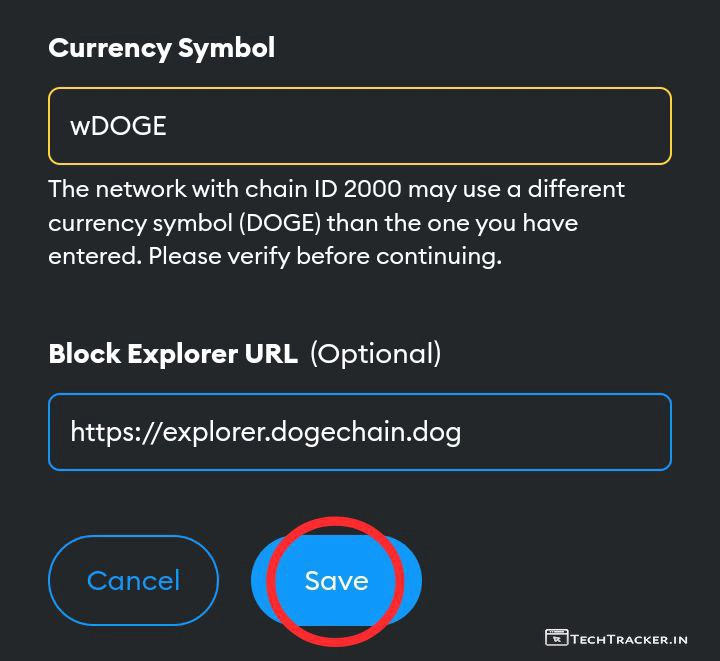 Currency Symbol
wDOGE
The network with chain ID 2000 may use a different
currency symbol (DOGE) than the one you have
entered. Please verify before continuing.
Block Explorer URL (Optional)
https://explorer.dogechain.dog
Cancel
Save
TECHTRACKER.IN